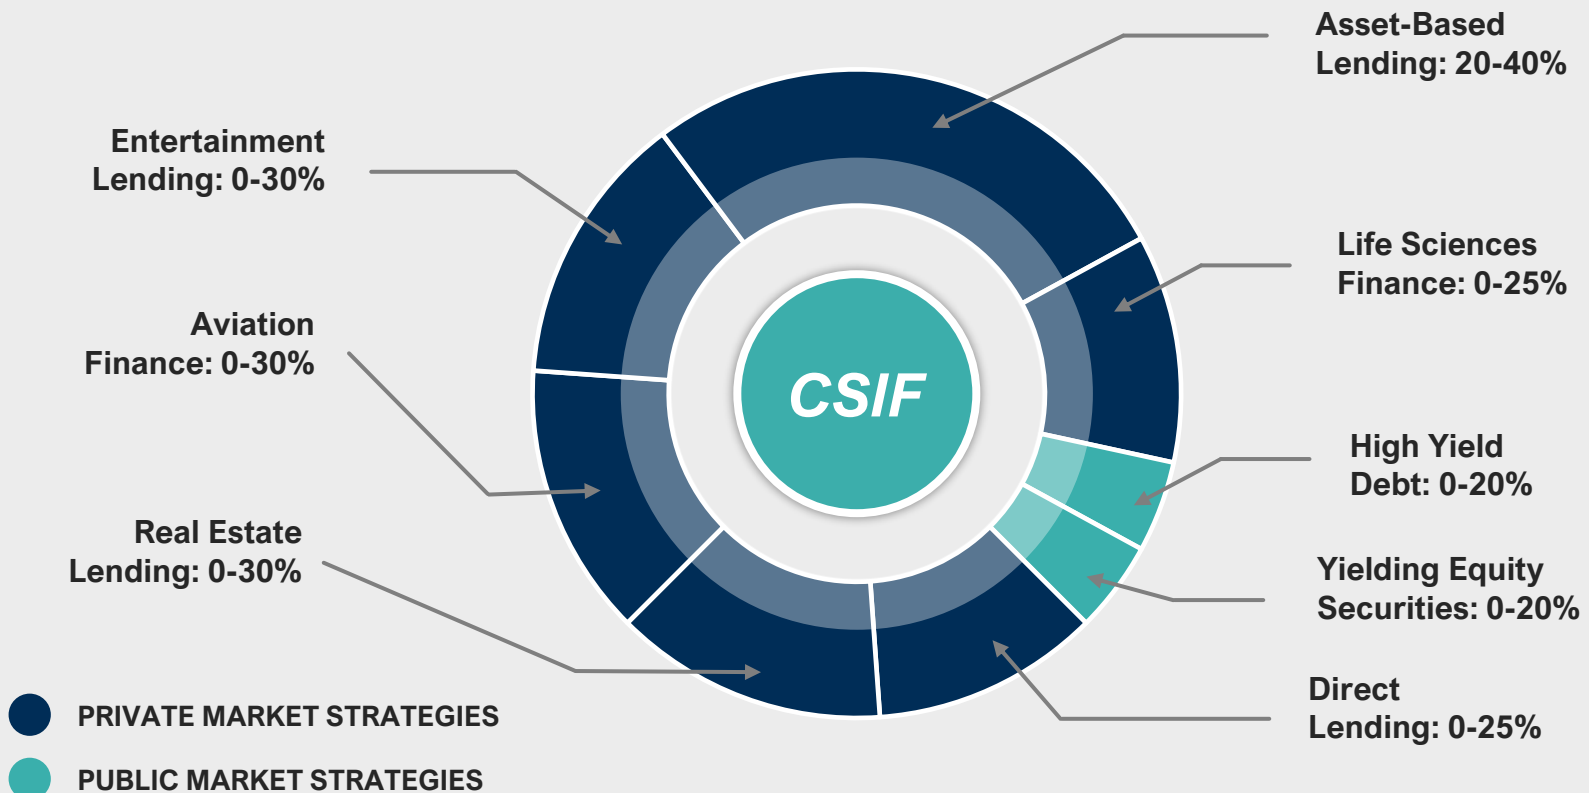 Asset-Based
Lending: 20-40%
Entertainment
Lending: 0-30%
Life Sciences
Finance: 0-25%
Aviation
Finance: 0-30%
CSIF
High Yield
Debt: 0-20%
Real Estate
Lending: 0-30%
Yielding Equity
Securities: 0-20%
Direct
Lending: 0-25%
PRIVATE MARKET STRATEGIES
PUBLIC MARKET STRATEGIES